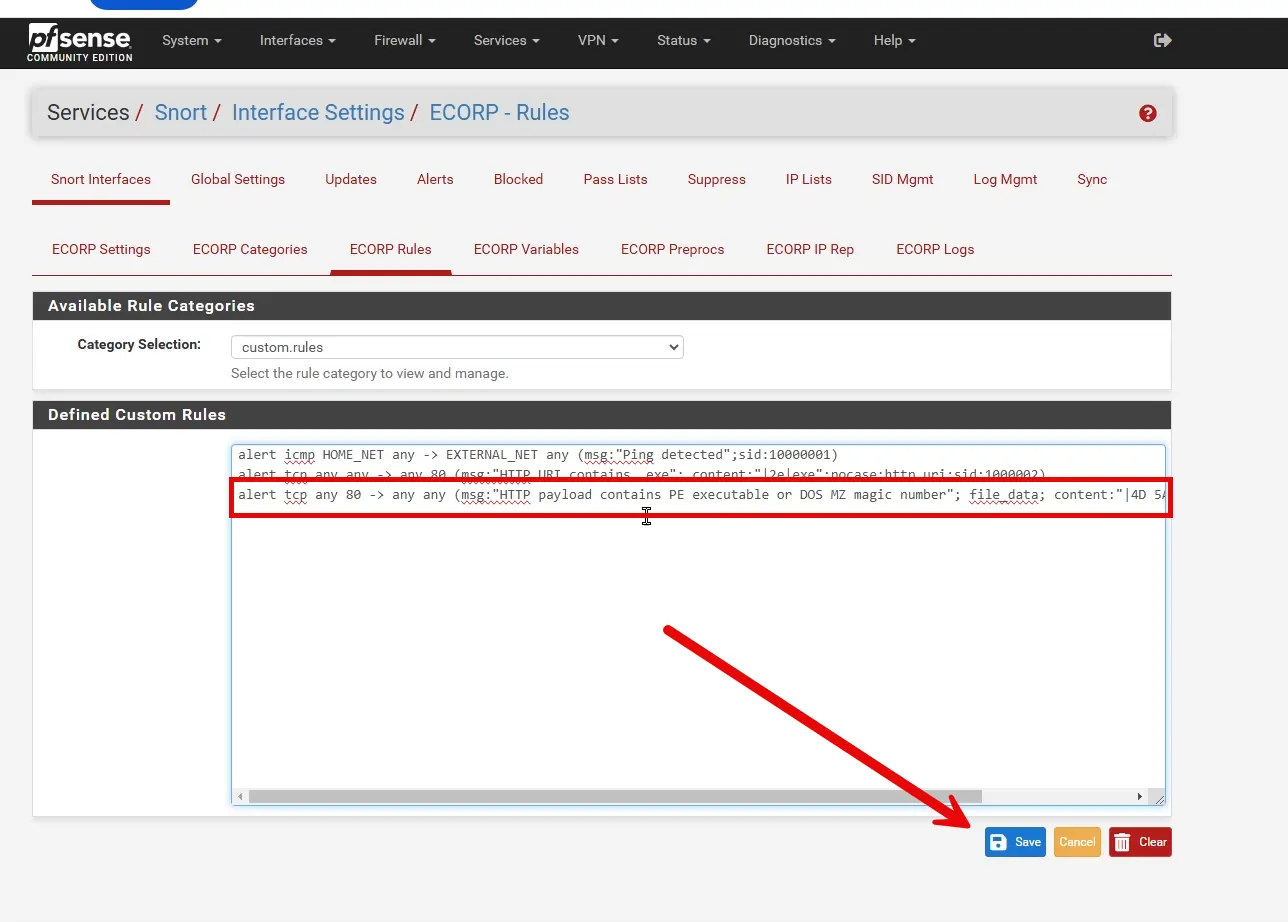 pfsense
COMMUNITY EDITION
System Interfaces Firewall Services VPN Status Diagnostics Help
Services / Snort / Interface Settings / ECORP - Rules
Snort Interfaces Global Settings Updates Alerts Blocked Pass Lists Suppress IP Lists SID Mgmt Log Mgmt Sync
ECORP Settings ECORP Categories ECORP Rules ECORP Variables ECORP Preprocs ECORP IP Rep ECORP Logs
Available Rule Categories
Category Selection: custom.rules
Select the rule category to view and manage.
Defined Custom Rules
alert icmp HOME_NET any -> EXTERNAL_NET any (msg:"Ping detected";sid:10000001)
alert tcp any any -> any 80 (msg:"HTTP URI contains .exe"; content:"|2e|exe";nocase;http_uri;sid:1000002)
alert tcp any 80 -> any any (msg:"HTTP payload contains PE executable or DOS MZ magic number"; file_data; content:"|4D 5A
Save Cancel Clear